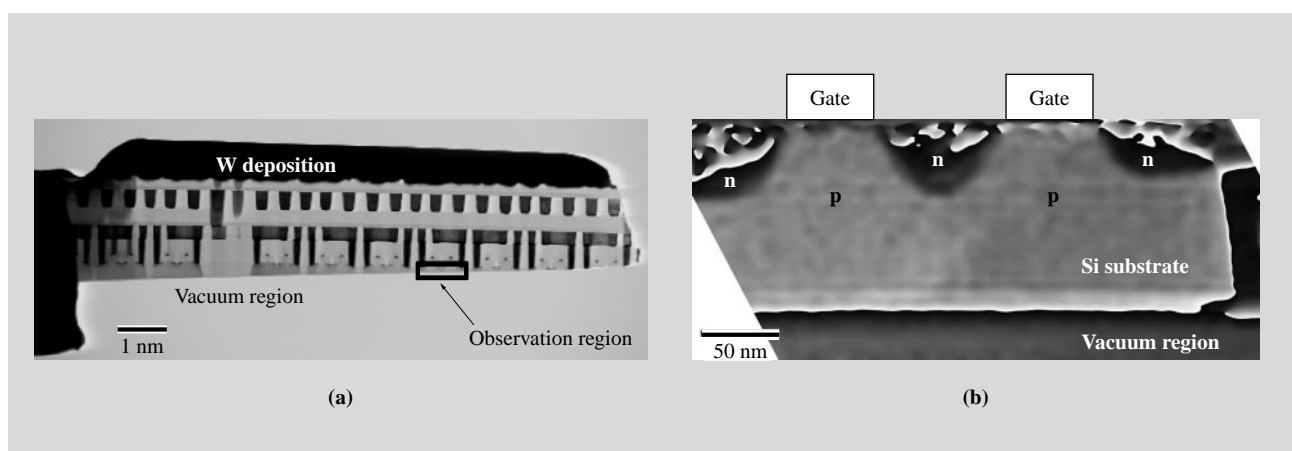 W deposition
Vacuum region
Observation region
1 nm
(a)
Gate
Gate
n
n
n
p
p
Si substrate
50 nm
Vacuum region
(b)